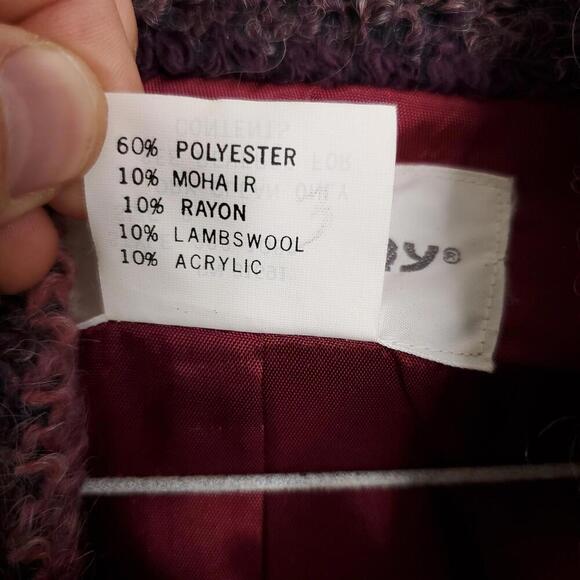 60% POLYESTER
10% MOHAIR
10% RAYON
10% LAMBSWOOL
10% ACRYLIC